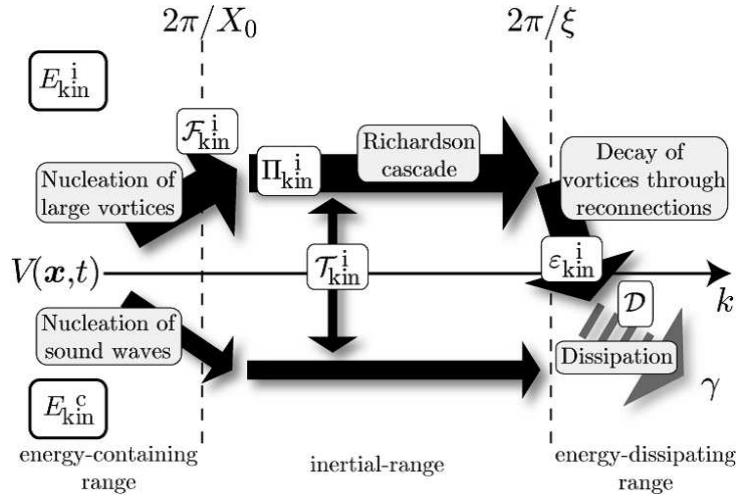 2π/X₀
2π/ξ
E_kin^i
F_kin^i
Richardson
cascade
Decay of
vortices through
reconnections
Π_kin^i
Nucleation of
large vortices
V(x,t)
T_kin^i
ε_kin^i
k
D
Nucleation of
sound waves
Dissipation
γ
E_kin^c
energy-containing
range
inertial-range
energy-dissipating
range